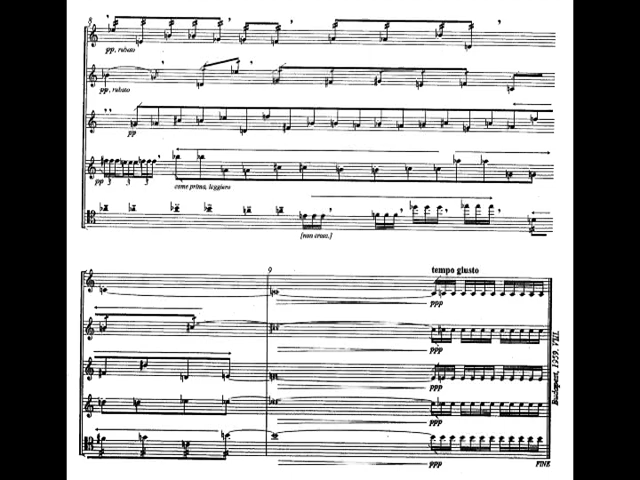 8
pp, rubato
pp, rubato
pp
pp 3 3 3
come prima, leggiero
[non cresc.]
9
tempo giusto
ppp
ppp
ppp
ppp
ppp
Budapest, 1959. VIII.
FINE